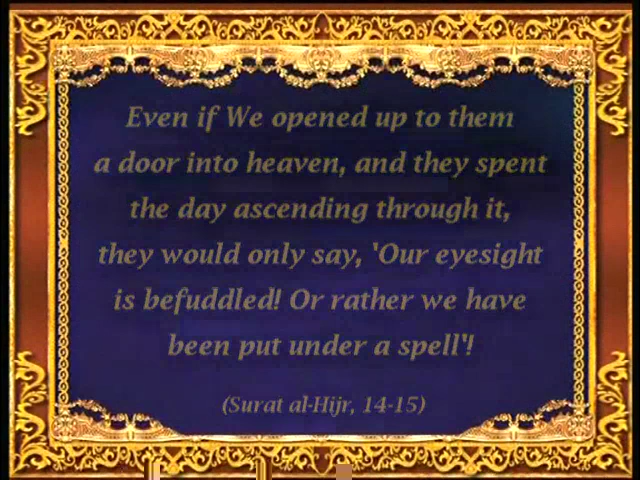 Even if We opened up to them
a door into heaven, and they spent
the day ascending through it,
they would only say, 'Our eyesight
is befuddled! Or rather we have
been put under a spell'!
(Surat al-Hijr, 14-15)